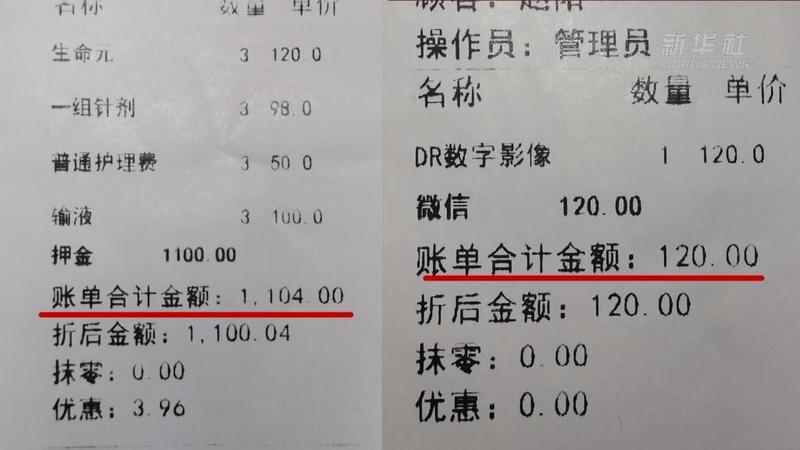 名称 数量 单价
生命元 3 120.0
一组针剂 3 98.0
普通护理费 3 50.0
输液 3 100.0
押金 1100.00
账单合计金额：1,104.00
折后金额：1,100.04
抹零：0.00
优惠：3.96
操作员：管理员
新华社
XINHUA NEWS
名称 数量 单价
DR数字影像 1 120.0
微信 120.00
账单合计金额：120.00
折后金额：120.00
抹零：0.00
优惠：0.00